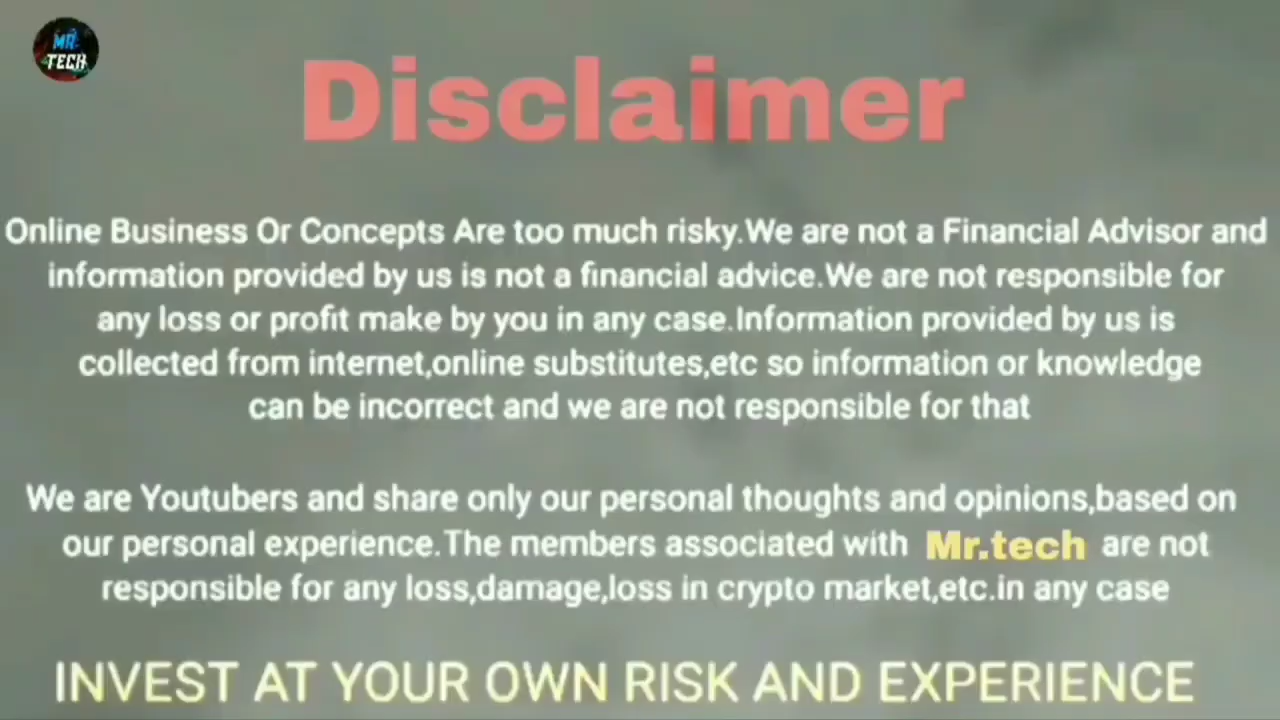 MR
TECH
Disclaimer
Online Business Or Concepts Are too much risky.We are not a Financial Advisor and
information provided by us is not a financial advice.We are not responsible for
any loss or profit make by you in any case.Information provided by us is
collected from internet,online substitutes,etc so information or knowledge
can be incorrect and we are not responsible for that
We are Youtubers and share only our personal thoughts and opinions,based on
our personal experience.The members associated with Mr.tech are not
responsible for any loss,damage,loss in crypto market,etc.in any case
INVEST AT YOUR OWN RISK AND EXPERIENCE